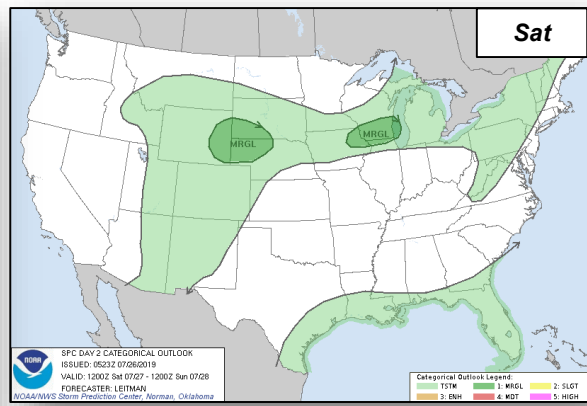 Sat
MRGL
MRGL
SPC DAY 2 CATEGORICAL OUTLOOK
ISSUED: 0523Z 07/26/2019
VALID: 1200Z Sat 07/27 - 1200Z Sun 07/28
FORECASTER: LEITMAN
NOAA/NWS Storm Prediction Center, Norman, Oklahoma
NOAA
Categorical Outlook Legend:
TSTM 1: MRGL 2: SLGT
3: ENH 4: MDT 5: HIGH